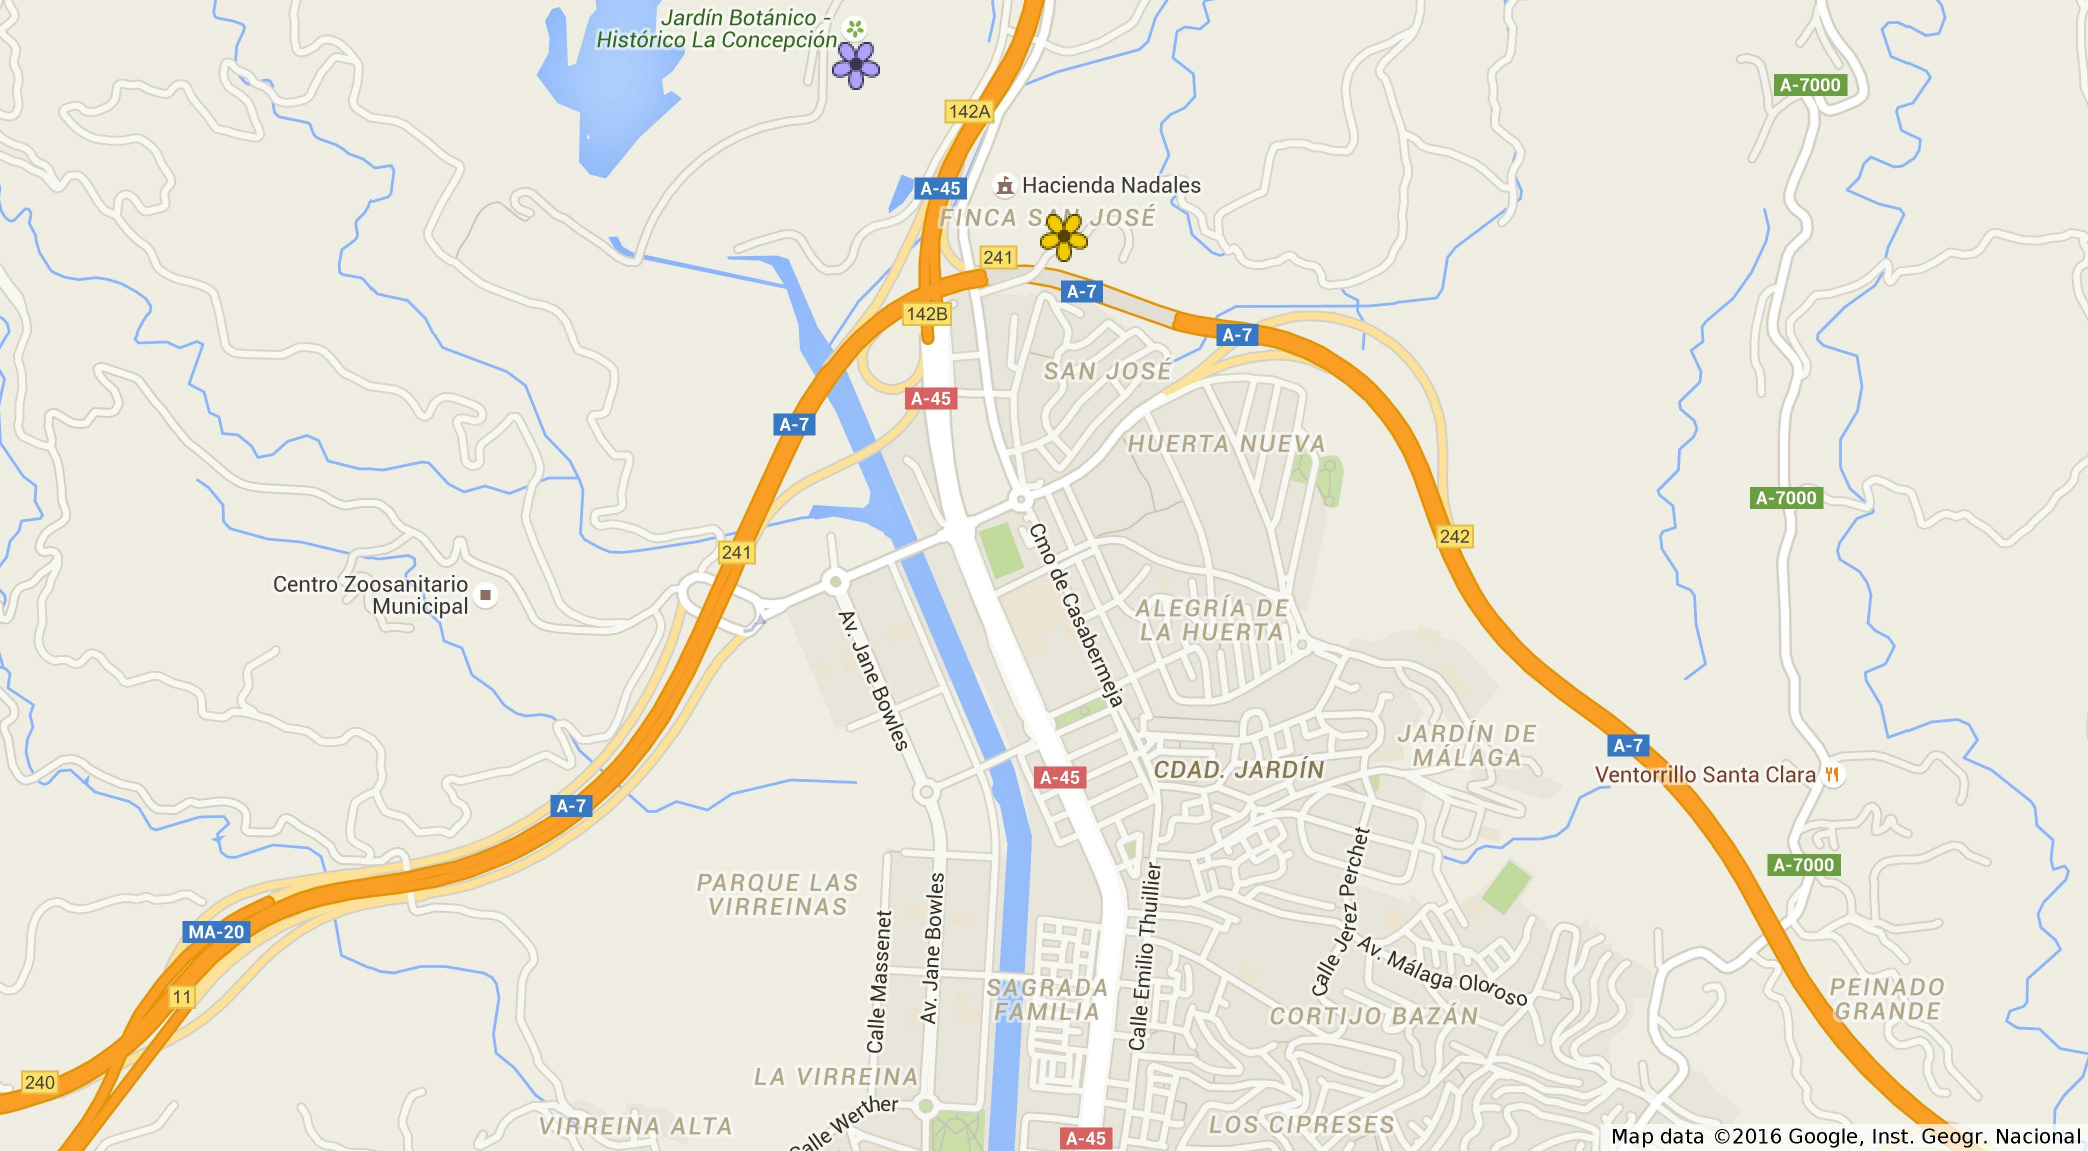 Jardín Botánico -
Histórico La Concepción
142A
A-7000
A-45
Hacienda Nadales
FINCA SAN JOSÉ
241
A-7
142B
A-7
SAN JOSÉ
A-45
A-7
HUERTA NUEVA
A-7000
242
241
Centro Zoosanitario
Municipal
Cmo de Casabermeja
ALEGRÍA DE
LA HUERTA
Av. Jane Bowles
JARDÍN DE
MÁLAGA
A-7
CDAD. JARDÍN
A-45
Ventorrillo Santa Clara
A-7
A-7000
PARQUE LAS
VIRREINAS
Calle Jerez Perchet
MA-20
Calle Massenet
Av. Jane Bowles
Calle Emilio Thuillier
Av. Málaga Oloroso
11
SAGRADA
FAMILIA
CORTIJO BAZÁN
PEINADO
GRANDE
240
LA VIRREINA
Calle Werther
VIRREINA ALTA
LOS CIPRESES
A-45
Map data ©2016 Google, Inst. Geogr. Nacional